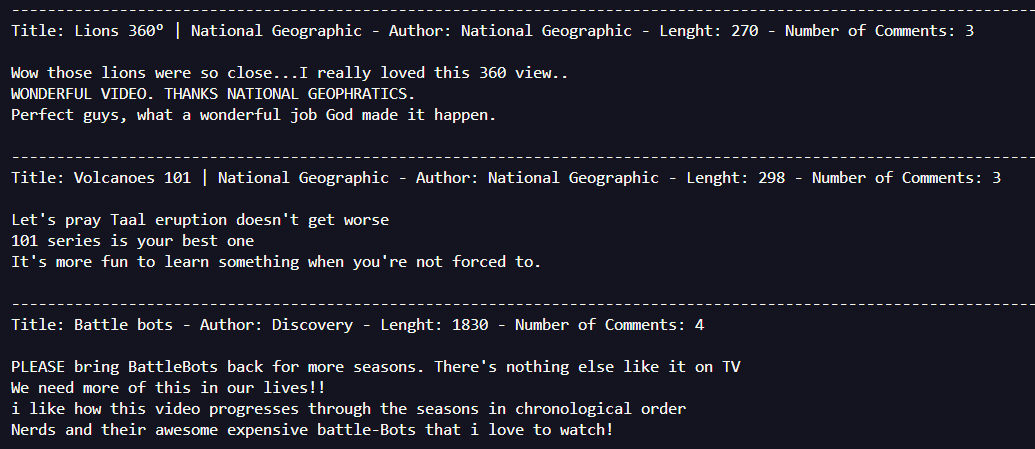 --------------------------------------------------------------------------------------------------------------------
Title: Lions 360º | National Geographic - Author: National Geographic - Lenght: 270 - Number of Comments: 3
Wow those lions were so close...I really loved this 360 view..
WONDERFUL VIDEO. THANKS NATIONAL GEOPHRATICS.
Perfect guys, what a wonderful job God made it happen.
--------------------------------------------------------------------------------------------------------------------
Title: Volcanoes 101 | National Geographic - Author: National Geographic - Lenght: 298 - Number of Comments: 3
Let's pray Taal eruption doesn't get worse
101 series is your best one
It's more fun to learn something when you're not forced to.
--------------------------------------------------------------------------------------------------------------------
Title: Battle bots - Author: Discovery - Lenght: 1830 - Number of Comments: 4
PLEASE bring BattleBots back for more seasons. There's nothing else like it on TV
We need more of this in our lives!!
i like how this video progresses through the seasons in chronological order
Nerds and their awesome expensive battle-Bots that i love to watch!